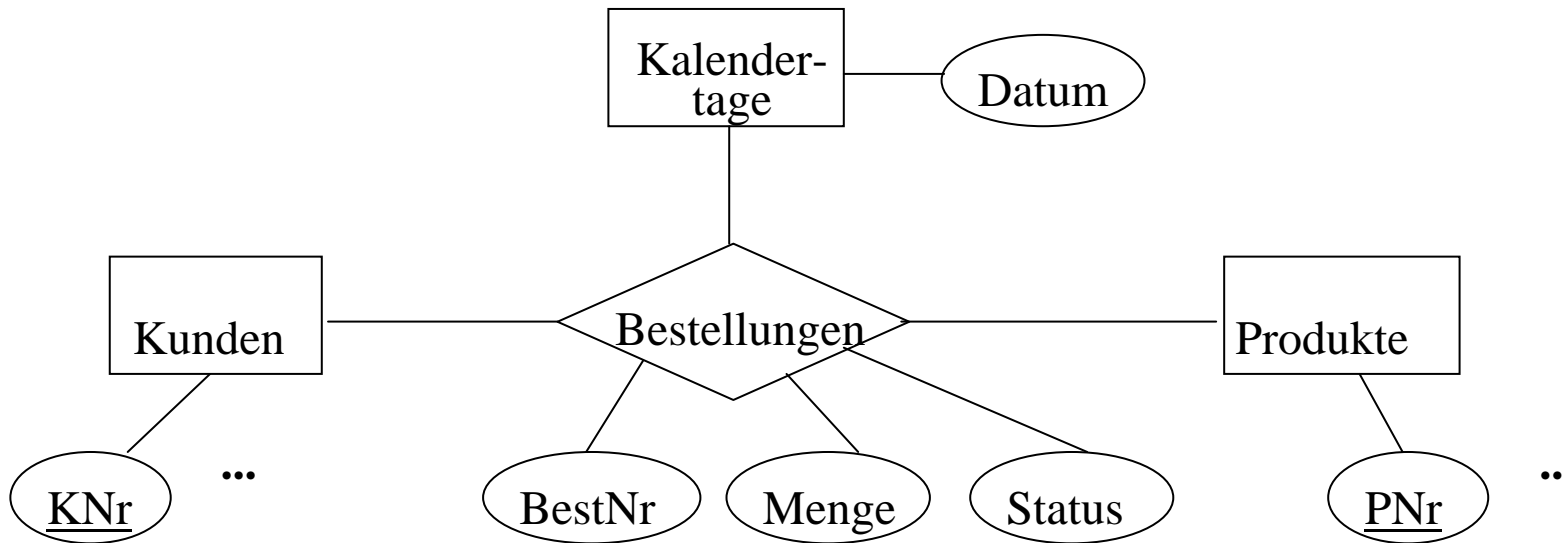 Kalender-
tage
Datum
Kunden
Bestellungen
Produkte
KNr
...
BestNr
Menge
Status
PNr
..